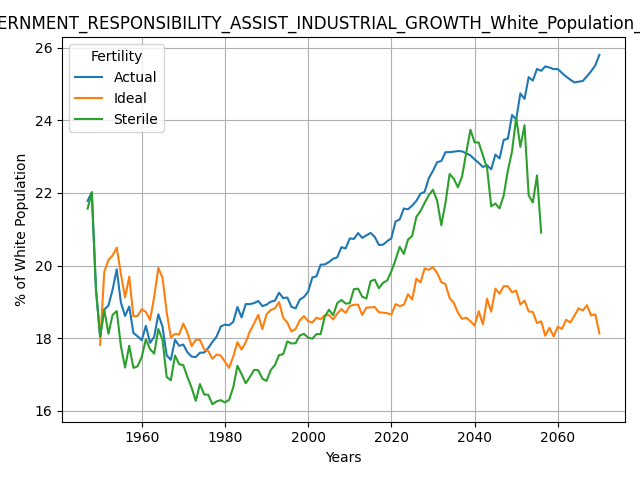 ERNMENT_RESPONSIBILITY_ASSIST_INDUSTRIAL_GROWTH_White_Population_
Fertility
Actual
Ideal
Sterile
26
24
22
20
18
16
% of White Population
1960
1980
2000
2020
2040
2060
Years